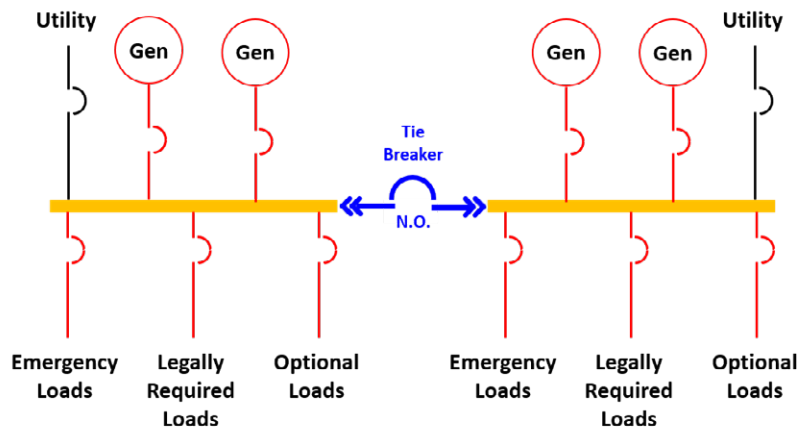 Utility
Gen
Gen
Gen
Gen
Utility
Tie
Breaker
N.O.
Emergency
Loads
Legally
Required
Loads
Optional
Loads
Emergency
Loads
Legally
Required
Loads
Optional
Loads